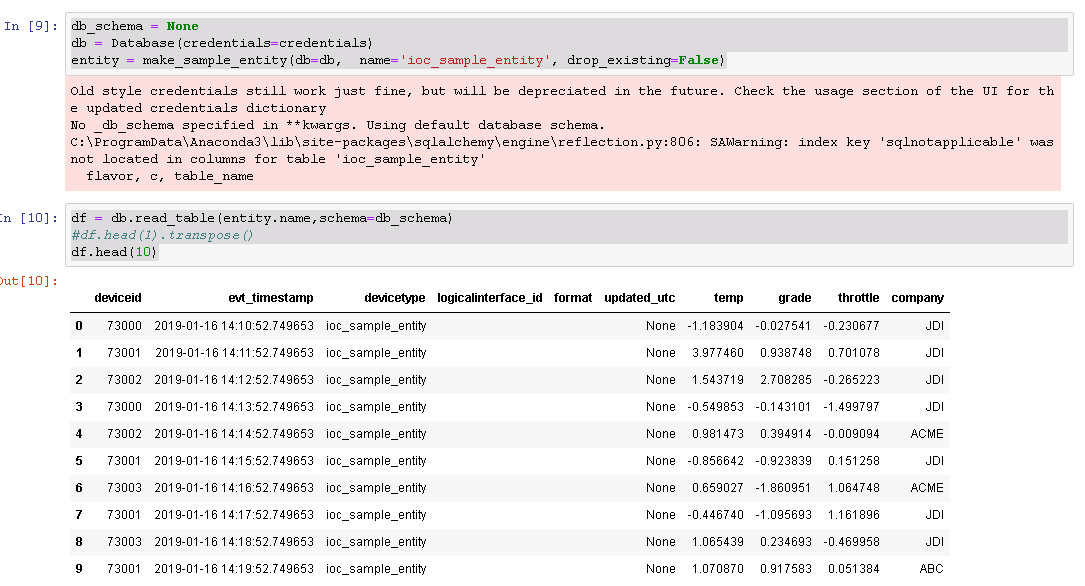 In [9]: db_schema = None
db = Database(credentials=credentials)
entity = make_sample_entity(db=db,  name='ioc_sample_entity', drop_existing=False)
Old style credentials still work just fine, but will be depreciated in the future. Check the usage section of the UI for th
e updated credentials dictionary
No _db_schema specified in **kwargs. Using default database schema.
C:\ProgramData\Anaconda3\lib\site-packages\sqlalchemy\engine\reflection.py:806: SAWarning: index key 'sqlnotapplicable' was
not located in columns for table 'ioc_sample_entity'
  flavor, c, table_name
In [10]: df = db.read_table(entity.name,schema=db_schema)
#df.head(1).transpose()
df.head(10)
Out[10]:
deviceid evt_timestamp devicetype logicalinterface_id format updated_utc temp grade throttle company
0 73000 2019-01-16 14:10:52.749653 ioc_sample_entity None -1.183904 -0.027541 -0.230677 JDI
1 73001 2019-01-16 14:11:52.749653 ioc_sample_entity None 3.977460 0.938748 0.701078 JDI
2 73002 2019-01-16 14:12:52.749653 ioc_sample_entity None 1.543719 2.708285 -0.265223 JDI
3 73000 2019-01-16 14:13:52.749653 ioc_sample_entity None -0.549853 -0.143101 -1.499797 JDI
4 73002 2019-01-16 14:14:52.749653 ioc_sample_entity None 0.981473 0.394914 -0.009094 ACME
5 73001 2019-01-16 14:15:52.749653 ioc_sample_entity None -0.856642 -0.923839 0.151258 JDI
6 73003 2019-01-16 14:16:52.749653 ioc_sample_entity None 0.659027 -1.860951 1.064748 ACME
7 73001 2019-01-16 14:17:52.749653 ioc_sample_entity None -0.446740 -1.095693 1.161896 JDI
8 73003 2019-01-16 14:18:52.749653 ioc_sample_entity None 1.065439 0.234693 -0.469958 JDI
9 73001 2019-01-16 14:19:52.749653 ioc_sample_entity None 1.070870 0.917583 0.051384 ABC